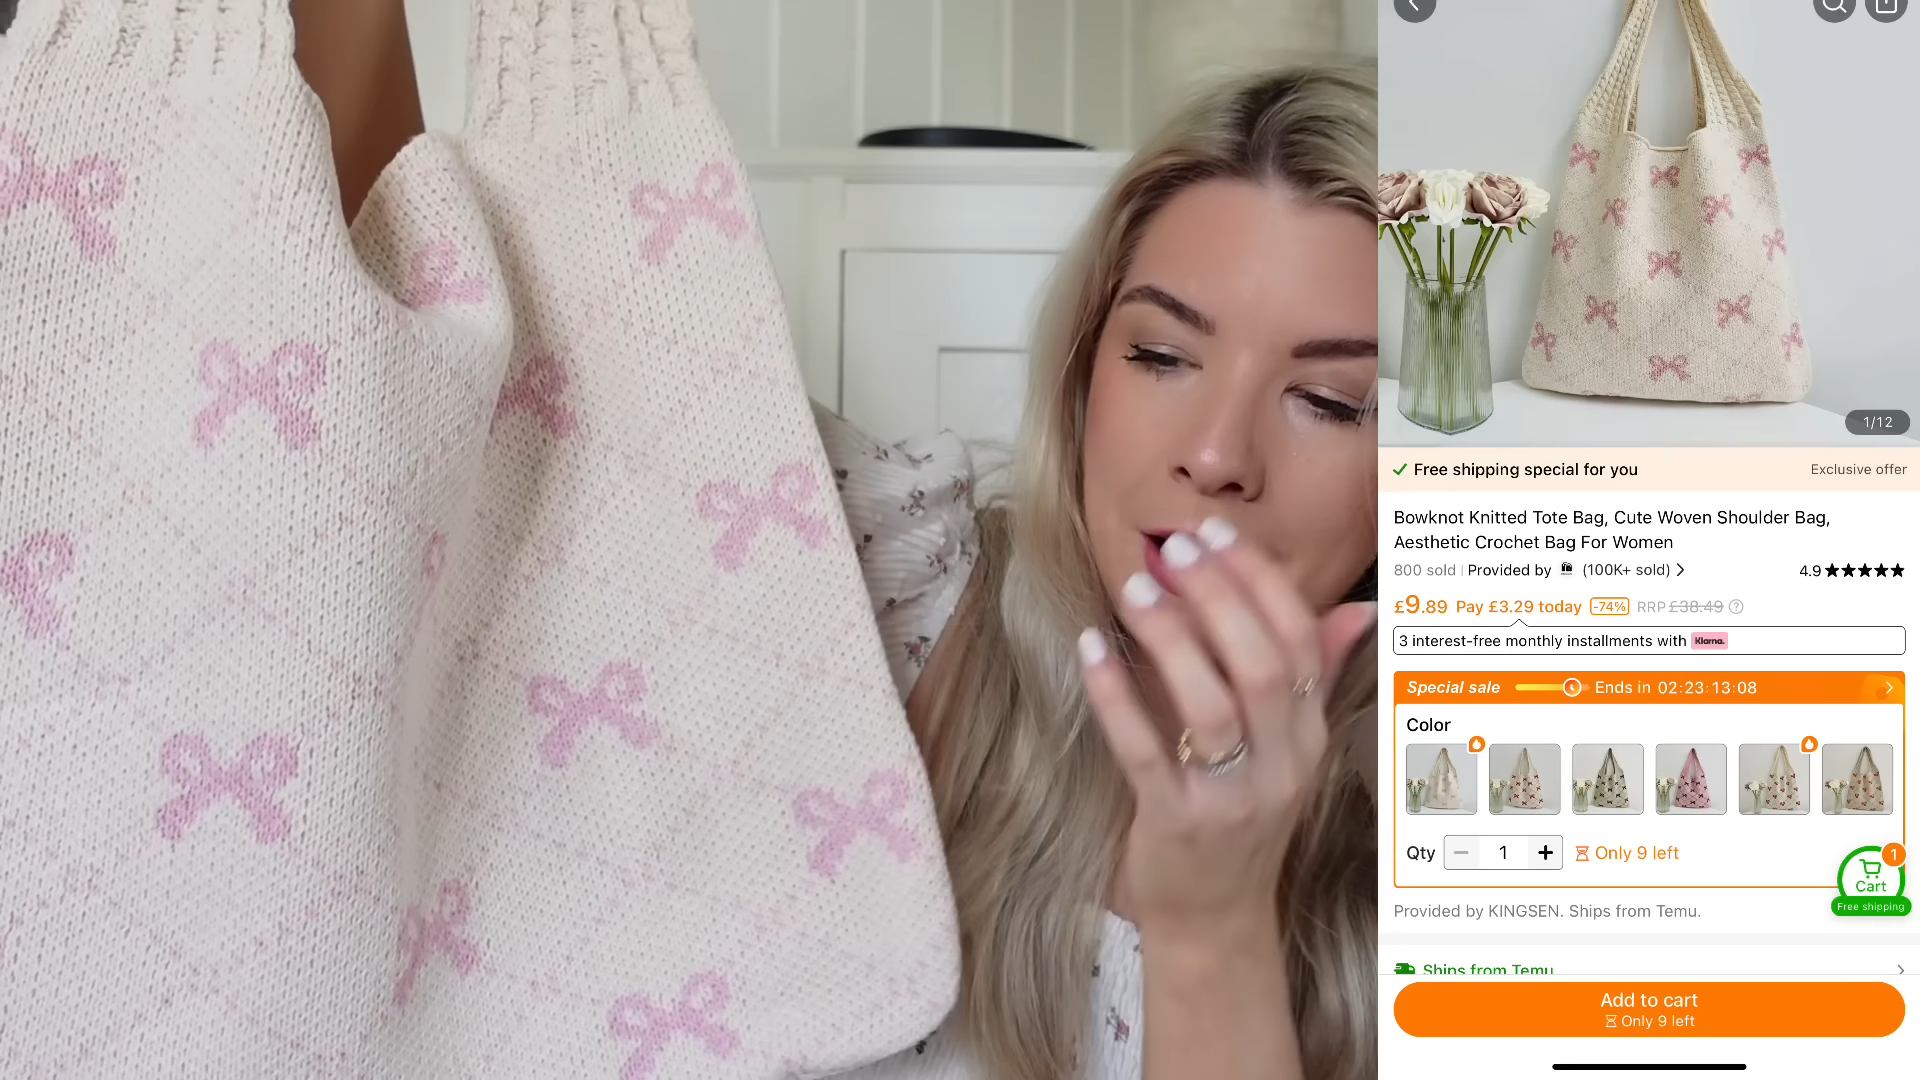 1/12
Free shipping special for you
Exclusive offer
Bowknot Knitted Tote Bag, Cute Woven Shoulder Bag,
Aesthetic Crochet Bag For Women
800 sold | Provided by (100K+ sold)
4.9
£9.89 Pay £3.29 today -74% RRP £38.49
3 interest-free monthly installments with Klarna.
Special sale Ends in 02:23:13:08
Color
Qty 1 Only 9 left
1
Cart
Free shipping
Provided by KINGSEN. Ships from Temu.
Ships from Temu
Add to cart
Only 9 left